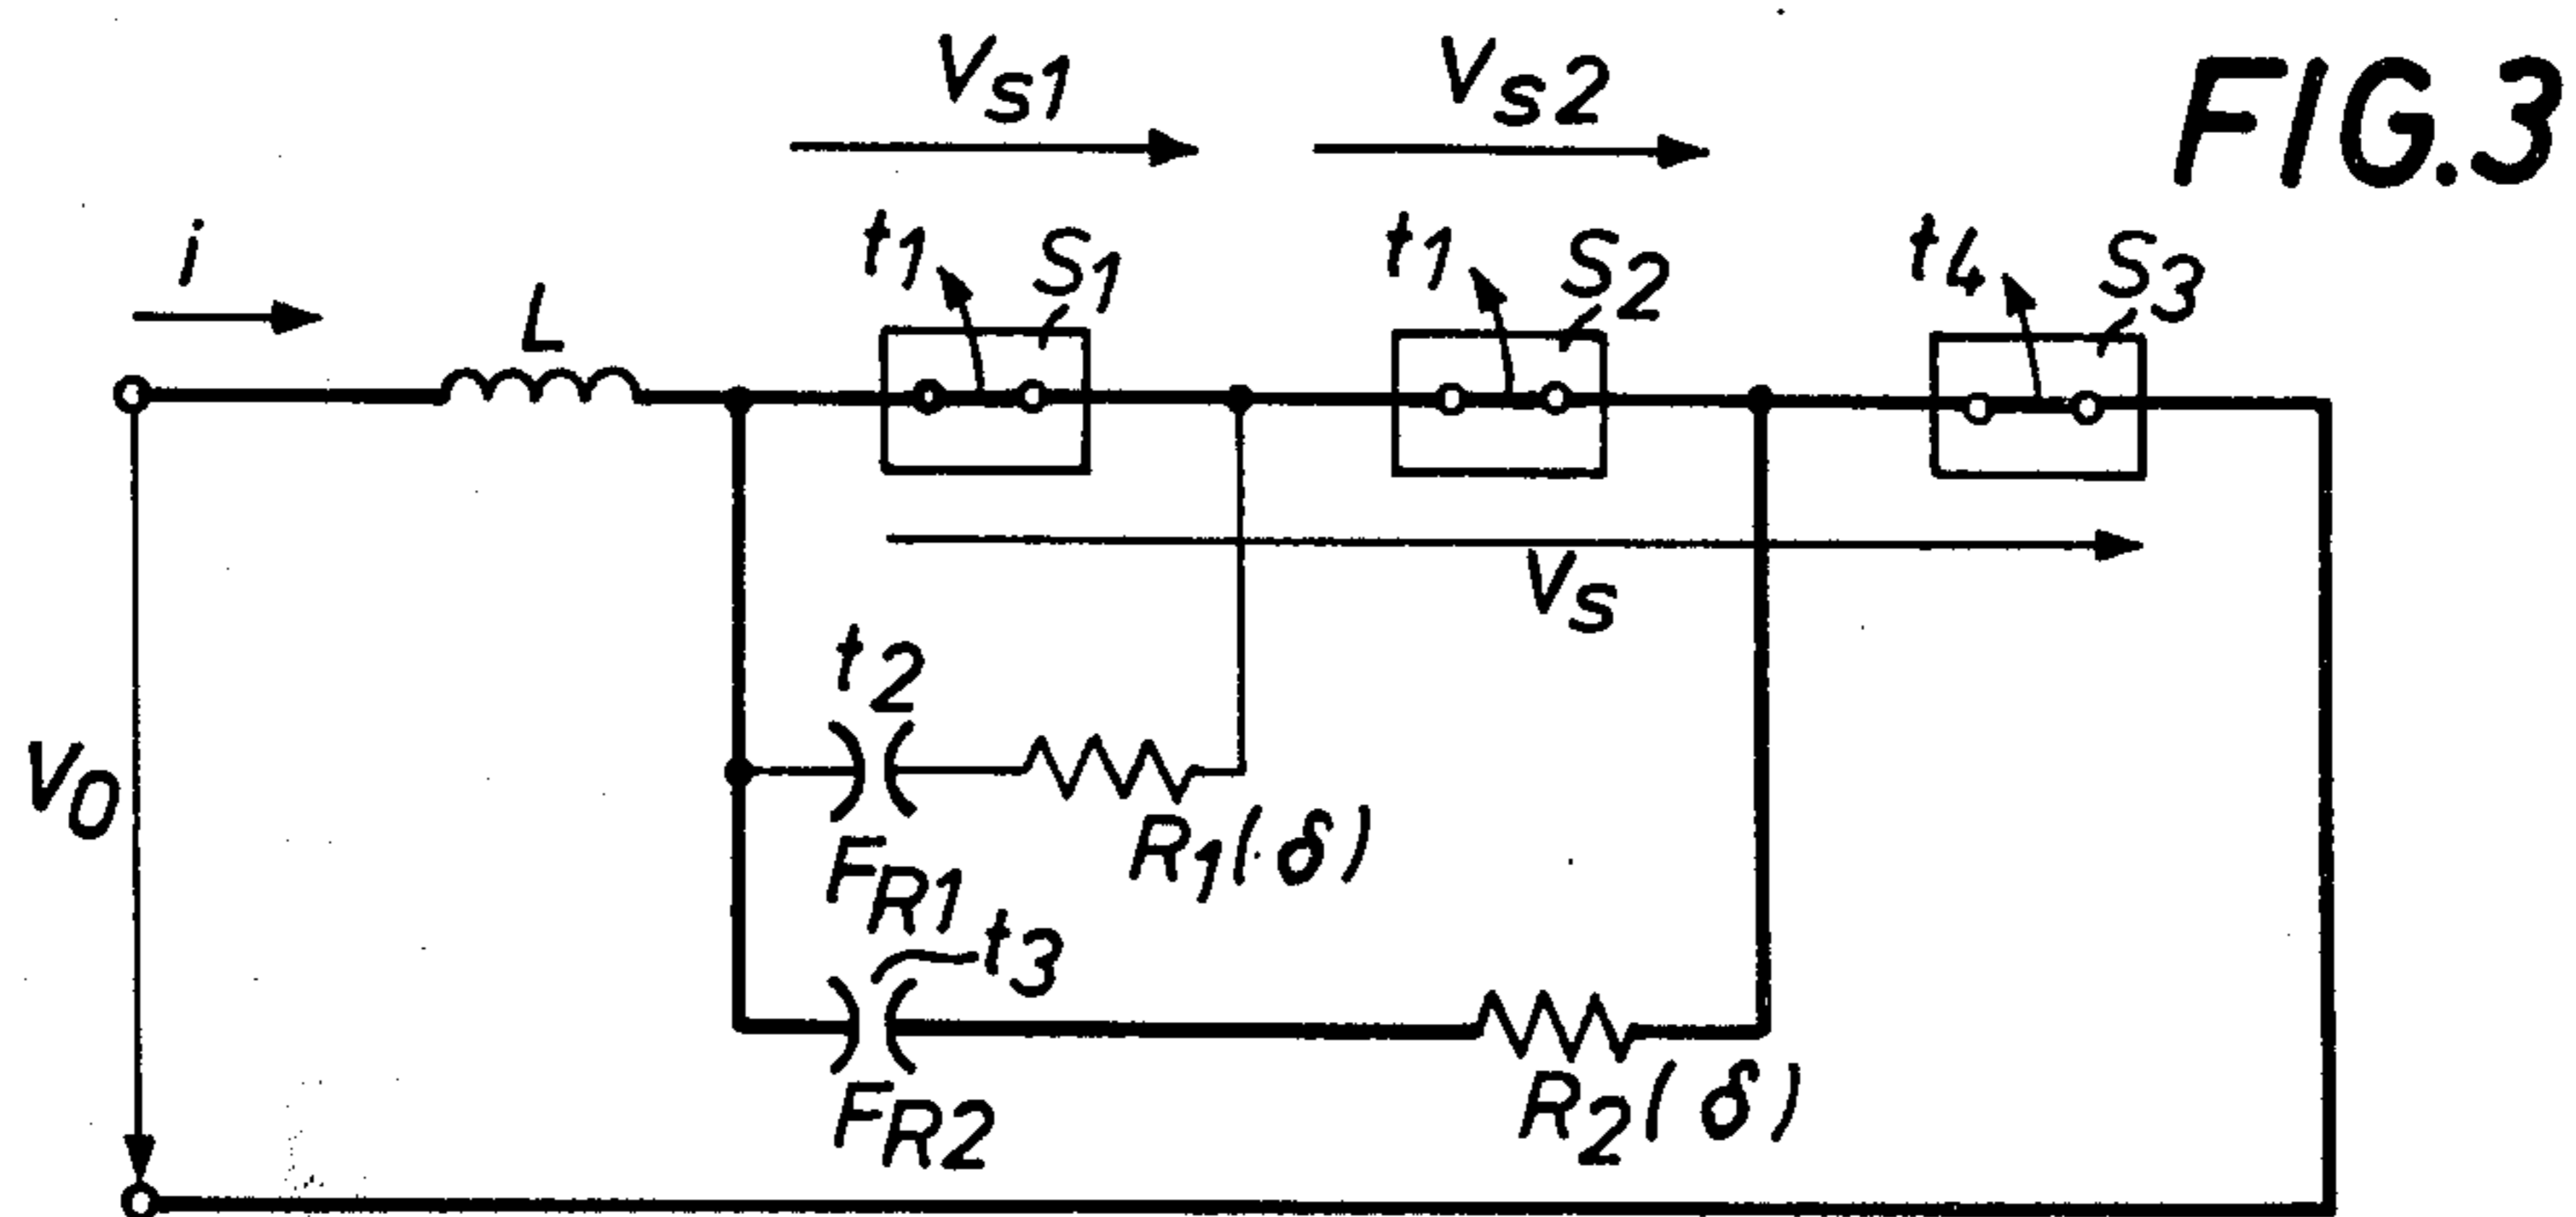 Vs1
Vs2
FIG.3
i
L
t1
S1
t1
S2
t4
S3
Vs
t2
V0
R1(δ)
FR1
t3
R2(δ)
FR2